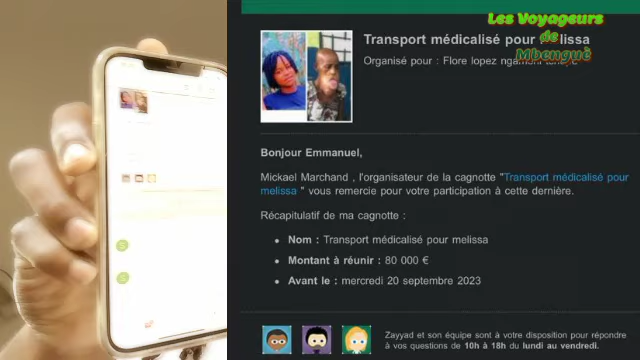 Les Voyageurs
de
Mbenguè
Transport médicalisé pour melissa
Organisé pour : Flore lopez
Bonjour Emmanuel,
Mickael Marchand , l'organisateur de la cagnotte "Transport médicalisé pour
melissa " vous remercie pour votre participation à cette dernière.
Récapitulatif de ma cagnotte :
• Nom : Transport médicalisé pour melissa
• Montant à réunir : 80 000 €
• Avant le : mercredi 20 septembre 2023
Zayyad et son équipe sont à votre disposition pour répondre
à vos questions de 10h à 18h du lundi au vendredi.